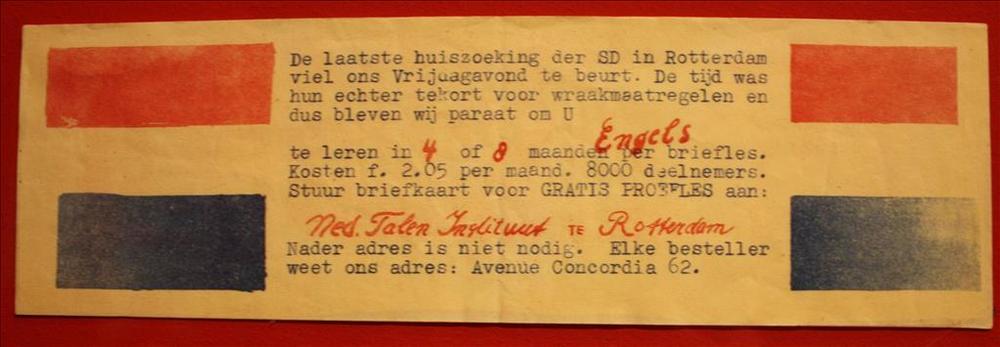 De laatste huiszoeking der SD in Rotterdam
viel ons Vrijdagavond te beurt. De tijd was
hun echter tekort voor wraakmaatregelen en
dus bleven wij paraat om U
Engels
te leren in 4 of 8 maanden per briefles.
Kosten f. 2.05 per maand. 8000 deelnemers.
Stuur briefkaart voor GRATIS PROEFLES aan:
Ned. Talen Instituut TE Rotterdam
Nader adres is niet nodig. Elke besteller
weet ons adres: Avenue Concordia 62.